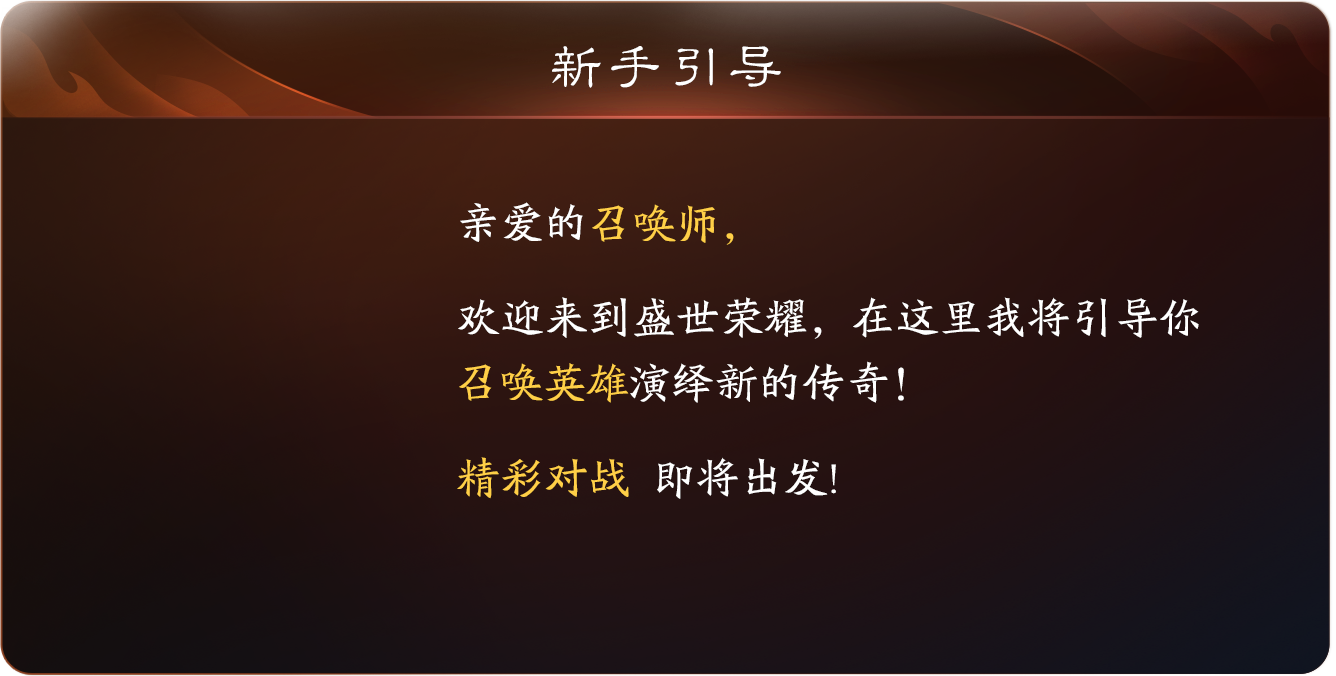 新手引导
亲爱的召唤师，
欢迎来到盛世荣耀，在这里我将引导你
召唤英雄演绎新的传奇！
精彩对战 即将出发!